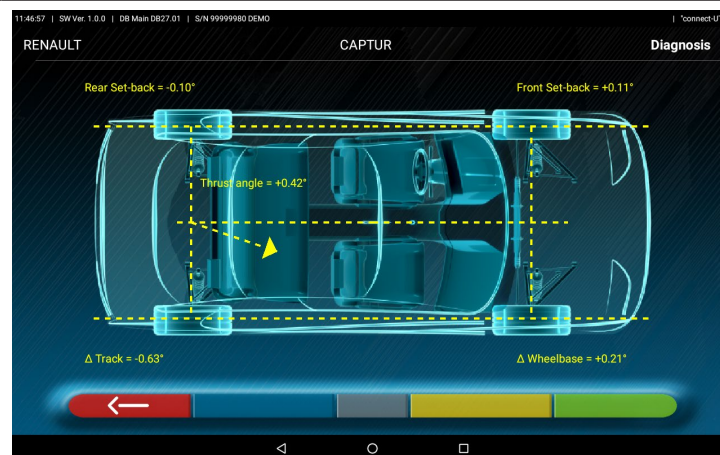 11:46:57 | SW Ver. 1.0.0 | DB Main DB27.01 | S/N 99999980 DEMO | "connect-U
RENAULT CAPTUR Diagnosis
Rear Set-back = -0.10° Front Set-back = +0.11°
Thrust angle = +0.42°
Δ Track = -0.63° Δ Wheelbase = +0.21°